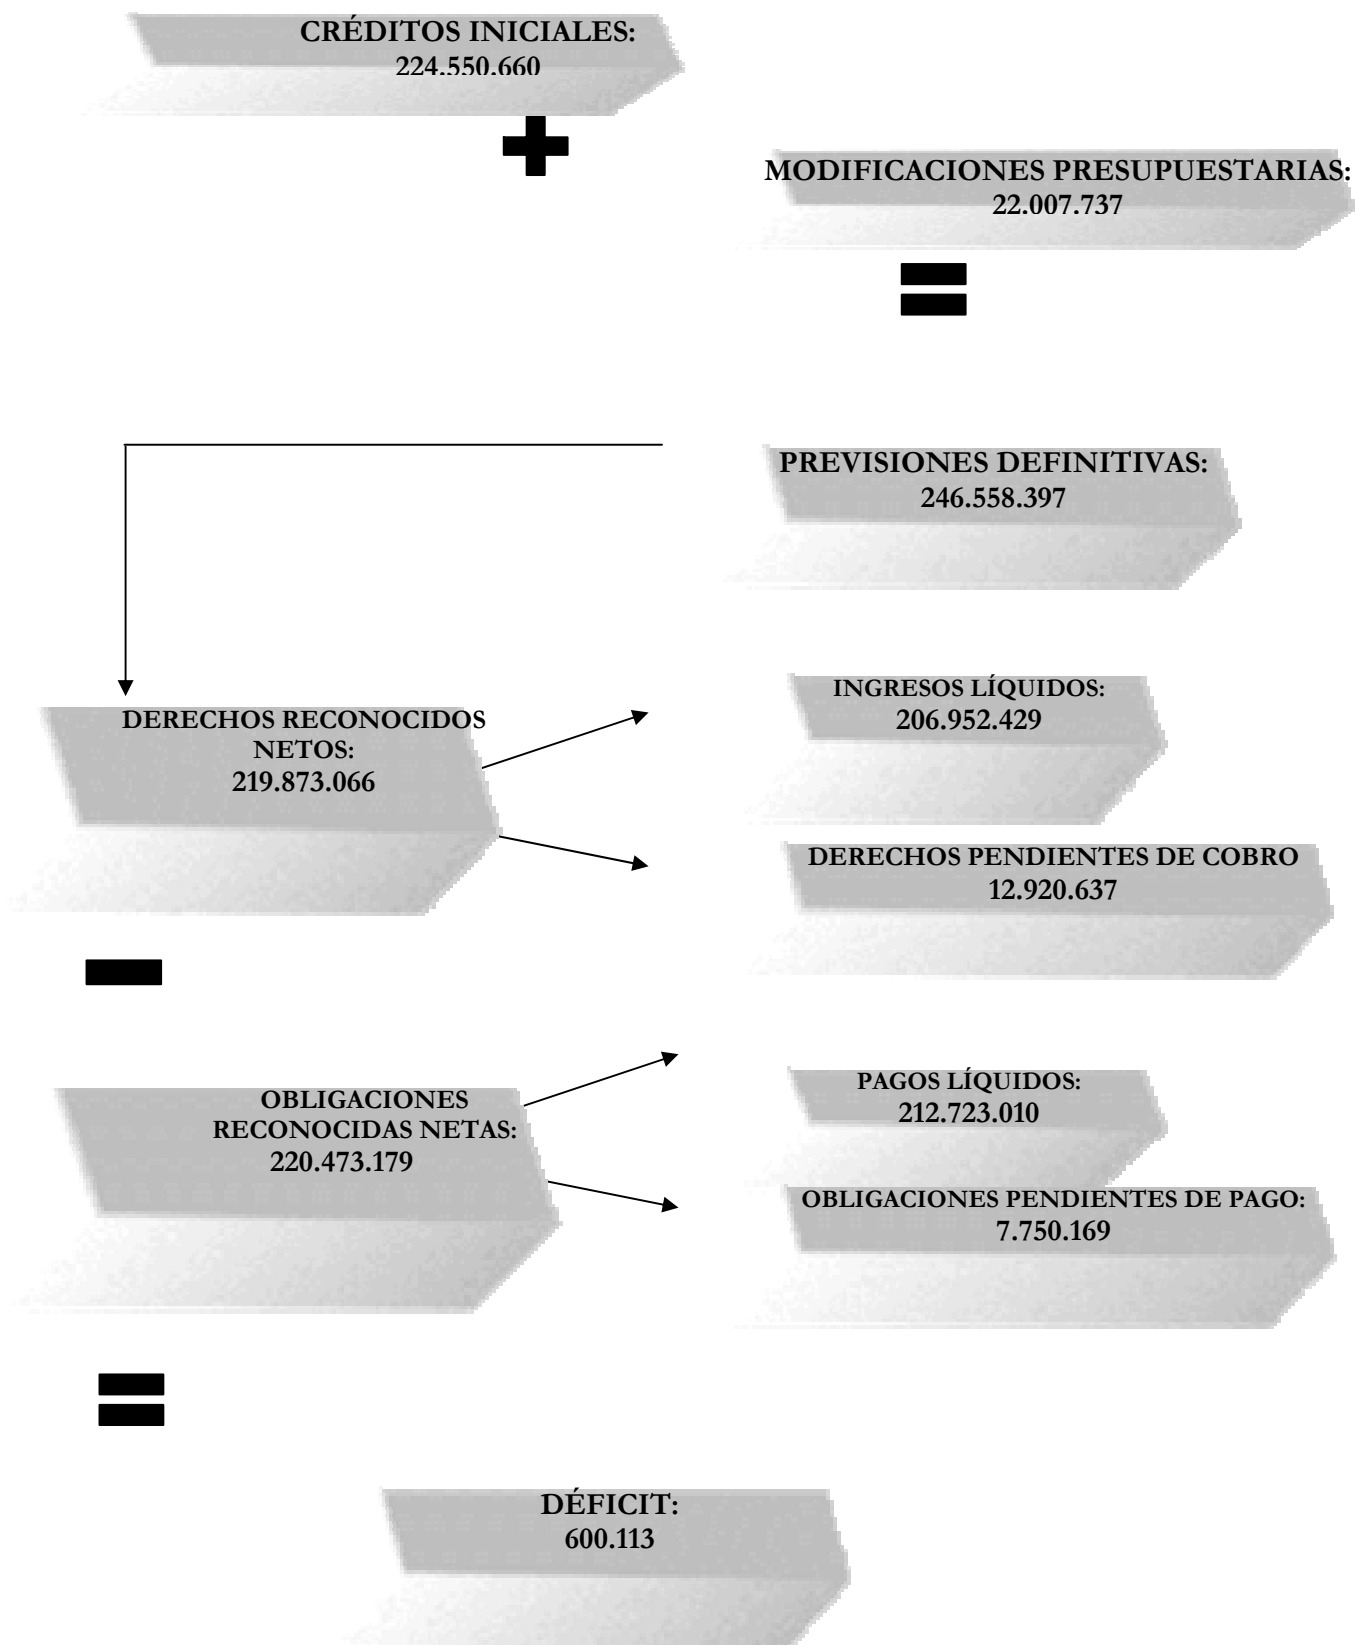 CRÉDITOS INICIALES:
224.550.660
MODIFICACIONES PRESUPUESTARIAS:
22.007.737
PREVISIONES DEFINITIVAS:
246.558.397
DERECHOS RECONOCIDOS
NETOS:
219.873.066
INGRESOS LÍQUIDOS:
206.952.429
DERECHOS PENDIENTES DE COBRO
12.920.637
OBLIGACIONES
RECONOCIDAS NETAS:
220.473.179
PAGOS LÍQUIDOS:
212.723.010
OBLIGACIONES PENDIENTES DE PAGO:
7.750.169
DÉFICIT:
600.113